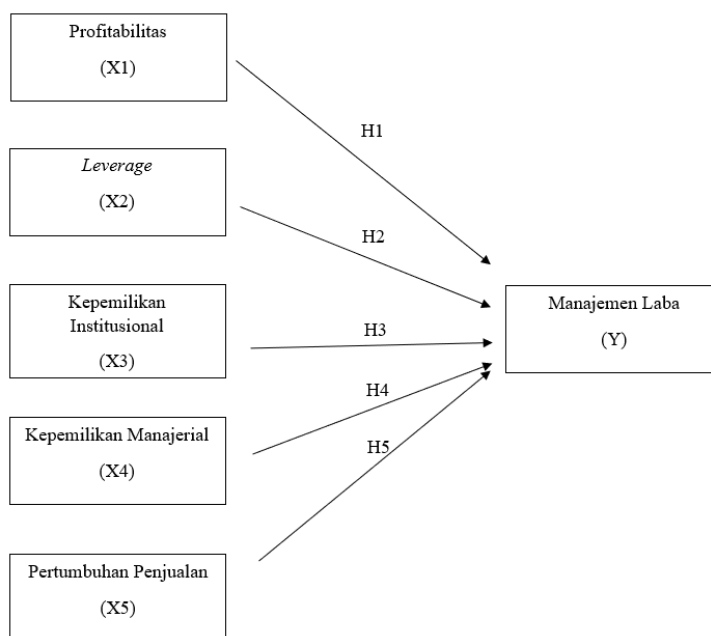 Profitabilitas
(X1)
H1
Leverage
(X2)
H2
Kepemilikan
Institusional
(X3)
H3
Manajemen Laba
(Y)
H4
Kepemilikan Manajerial
(X4)
H5
Pertumbuhan Penjualan
(X5)